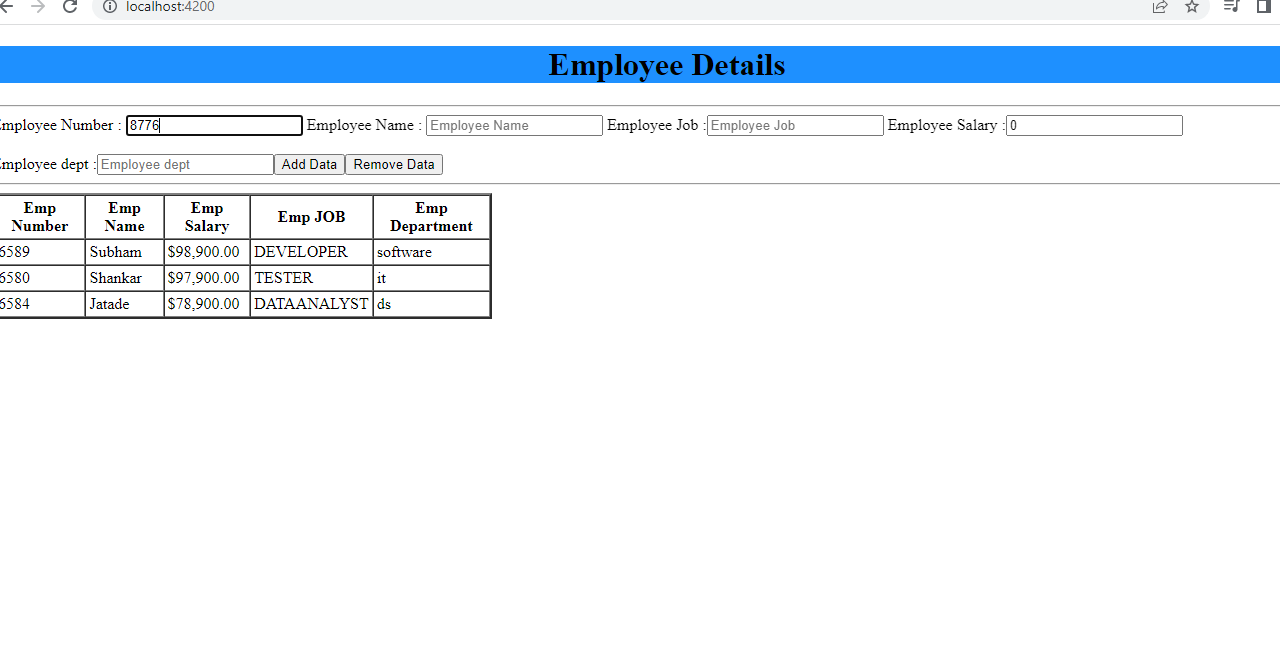 localhost:4200
Employee Details
mployee Number : 8776 Employee Name : Employee Name Employee Job : Employee Job Employee Salary : 0
mployee dept : Employee dept Add Data Remove Data
Emp Number Emp Name Emp Salary Emp JOB Emp Department
6589 Subham $98,900.00 DEVELOPER software
6580 Shankar $97,900.00 TESTER it
6584 Jatade $78,900.00 DATAANALYST ds